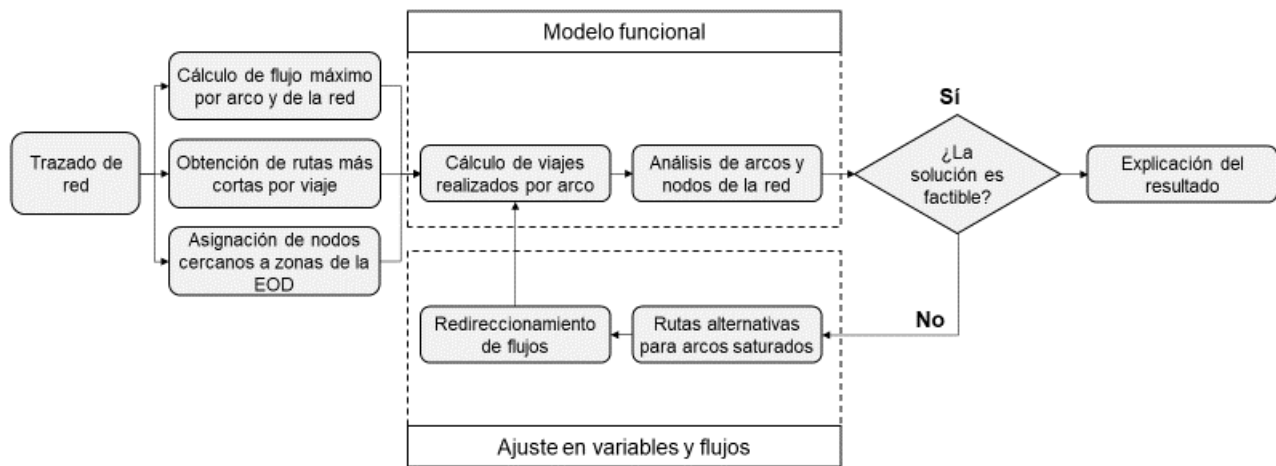 Modelo funcional
Cálculo de flujo máximo
por arco y de la red
Trazado de
red
Obtención de rutas más
cortas por viaje
Asignación de nodos
cercanos a zonas de la
EOD
Cálculo de viajes
realizados por arco
Análisis de arcos y
nodos de la red
Sí
¿La
solución es
factible?
Explicación del
resultado
No
Rutas alternativas
para arcos saturados
Redireccionamiento
de flujos
Ajuste en variables y flujos